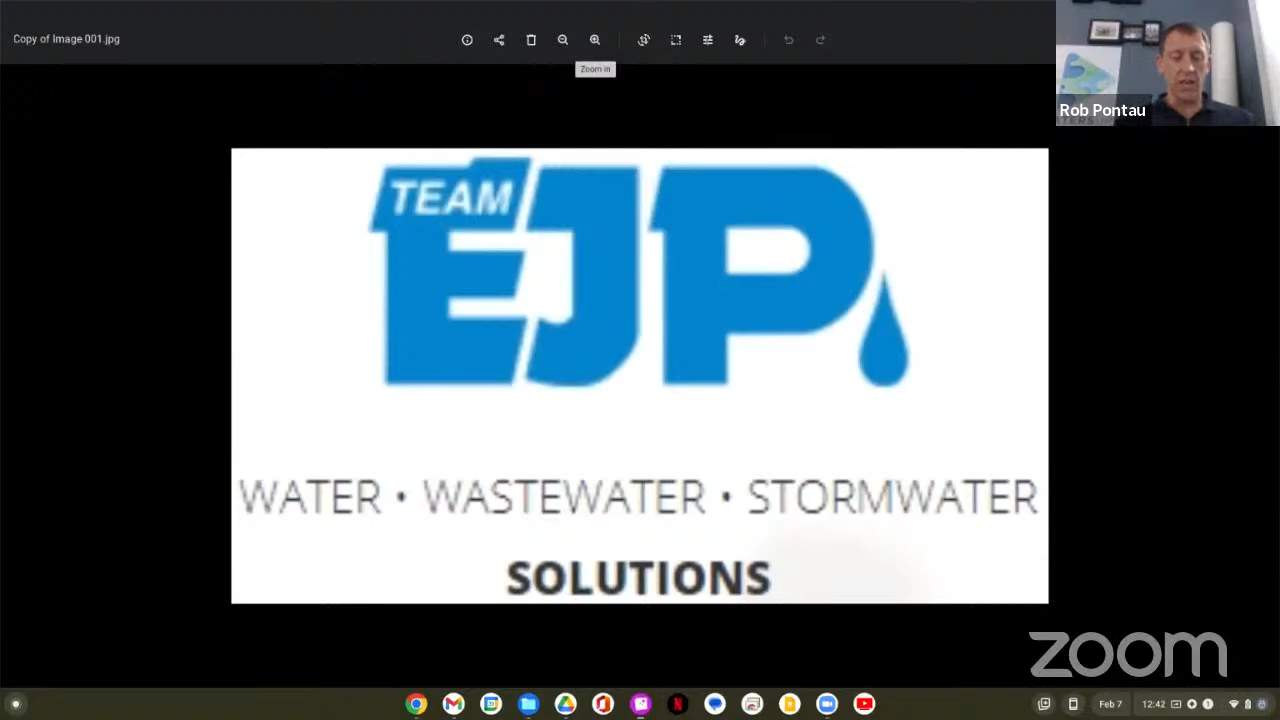 Copy of Image 001.jpg
Zoom in
Rob Pontau
TEAM
EJP
WATER • WASTEWATER • STORMWATER
SOLUTIONS
zoom
Feb 7
12:42